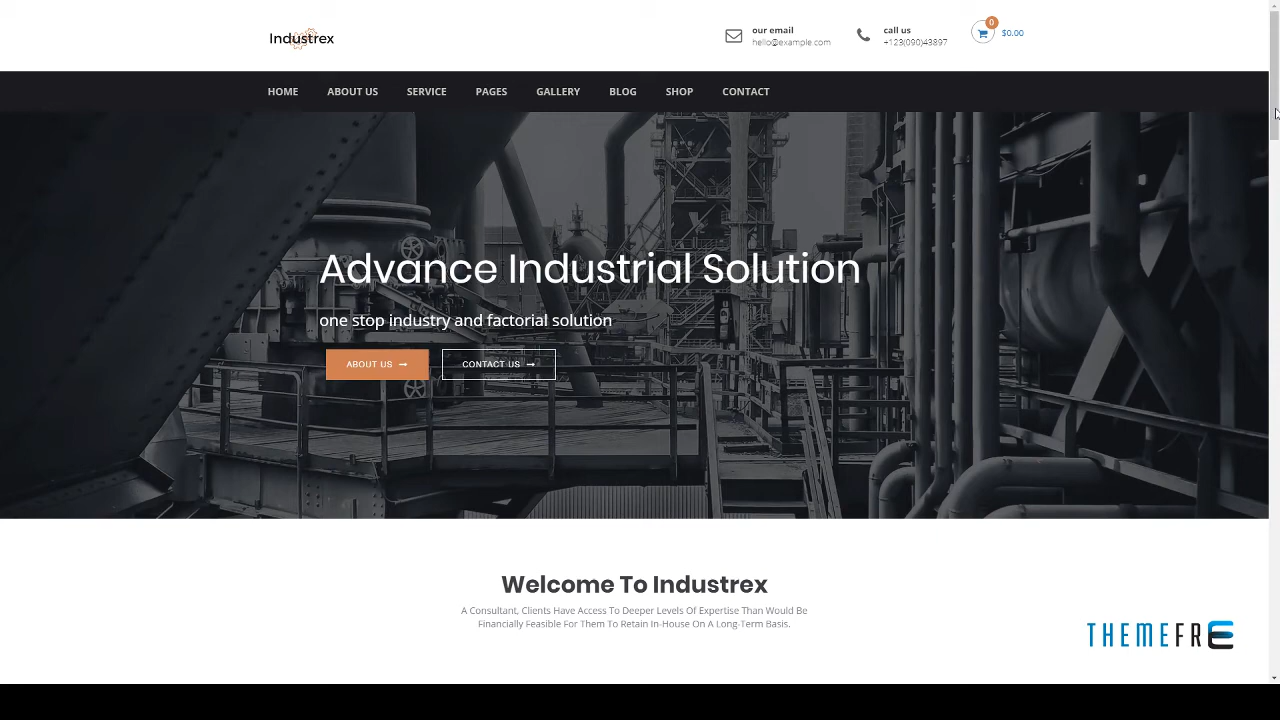 Industrex
our email
hello@example.com
call us
+123(090)43897
0
$0.00
HOME ABOUT US SERVICE PAGES GALLERY BLOG SHOP CONTACT
Advance Industrial Solution
one stop industry and factorial solution
ABOUT US
CONTACT US
Welcome To Industrex
A Consultant, Clients Have Access To Deeper Levels Of Expertise Than Would Be
Financially Feasible For Them To Retain In-House On A Long-Term Basis.
THEMEFRE